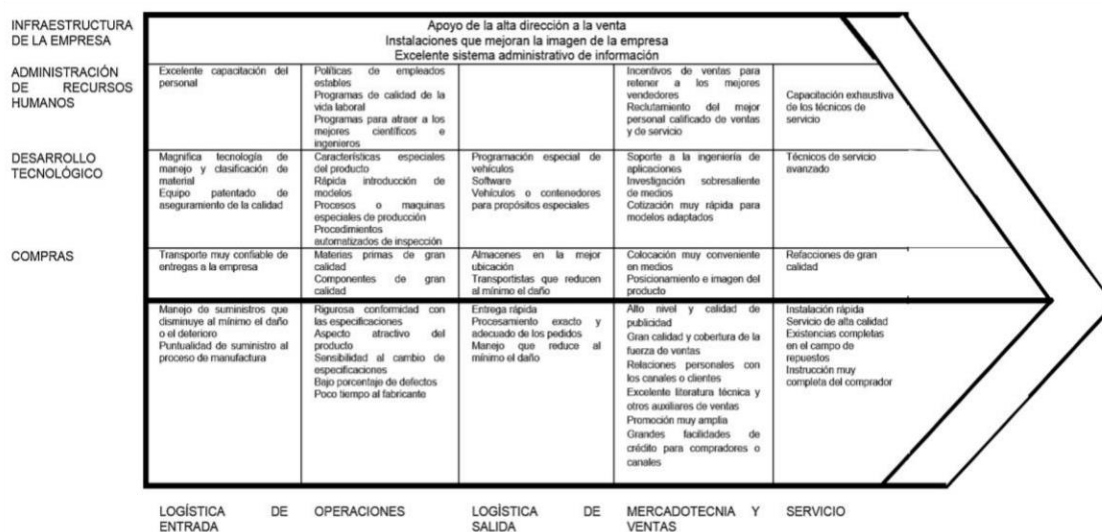 INFRAESTRUCTURA
DE LA EMPRESA
Apoyo de la alta dirección a la venta
Instalaciones que mejoran la imagen de la empresa
Excelente sistema administrativo de información
ADMINISTRACIÓN
DE RECURSOS
HUMANOS
Excelente capacitación del
personal
Políticas de empleados
estables
Programas de calidad de la
vida laboral
Programas para atraer a los
mejores científicos e
ingenieros
Incentivos de ventas para
retener a los mejores
vendedores
Reclutamiento del mejor
personal calificado de ventas
y de servicio
Capacitación exhaustiva
de los técnicos de
servicio
DESARROLLO
TECNOLÓGICO
Magnifica tecnología de
manejo y clasificación de
material
Equipo patentado de
aseguramiento de la calidad
Características especiales
del producto
Rápida introducción de
modelos
Procesos o maquinas
especiales de producción
Procedimientos
automatizados de inspección
Programación especial de
vehículos
Software
Vehículos o contenedores
para propósitos especiales
Soporte a la ingeniería de
aplicaciones
Investigación sobresaliente
de medios
Cotización muy rápida para
modelos adaptados
Técnicos de servicio
avanzado
COMPRAS
Transporte muy confiable de
entregas a la empresa
Materias primas de gran
calidad
Componentes de gran
calidad
Almacenes en la mejor
ubicación
Transportistas que reducen
al mínimo el daño
Colocación muy conveniente
en medios
Posicionamiento e imagen del
producto
Refacciones de gran
calidad
Manejo de suministros que
disminuye al mínimo el daño
o el deterioro
Puntualidad de suministro al
proceso de manufactura
Rigurosa conformidad con
las especificaciones
Aspecto atractivo del
producto
Sensibilidad al cambio de
especificaciones
Bajo porcentaje de defectos
Poco tiempo al fabricante
Entrega rápida
Procesamiento exacto y
adecuado de los pedidos
Manejo que reduce al
mínimo el daño
Alto nivel y calidad de
publicidad
Gran calidad y cobertura de la
fuerza de ventas
Relaciones personales con
los canales o clientes
Excelente literatura técnica y
otros auxiliares de ventas
Promoción muy amplia
Grandes facilidades de
crédito para compradores o
canales
Instalación rápida
Servicio de alta calidad
Existencias completas
en el campo de
repuestos
Instrucción muy
completa del comprador
LOGÍSTICA DE
ENTRADA
OPERACIONES
LOGÍSTICA DE
SALIDA
MERCADOTECNIA Y
VENTAS
SERVICIO